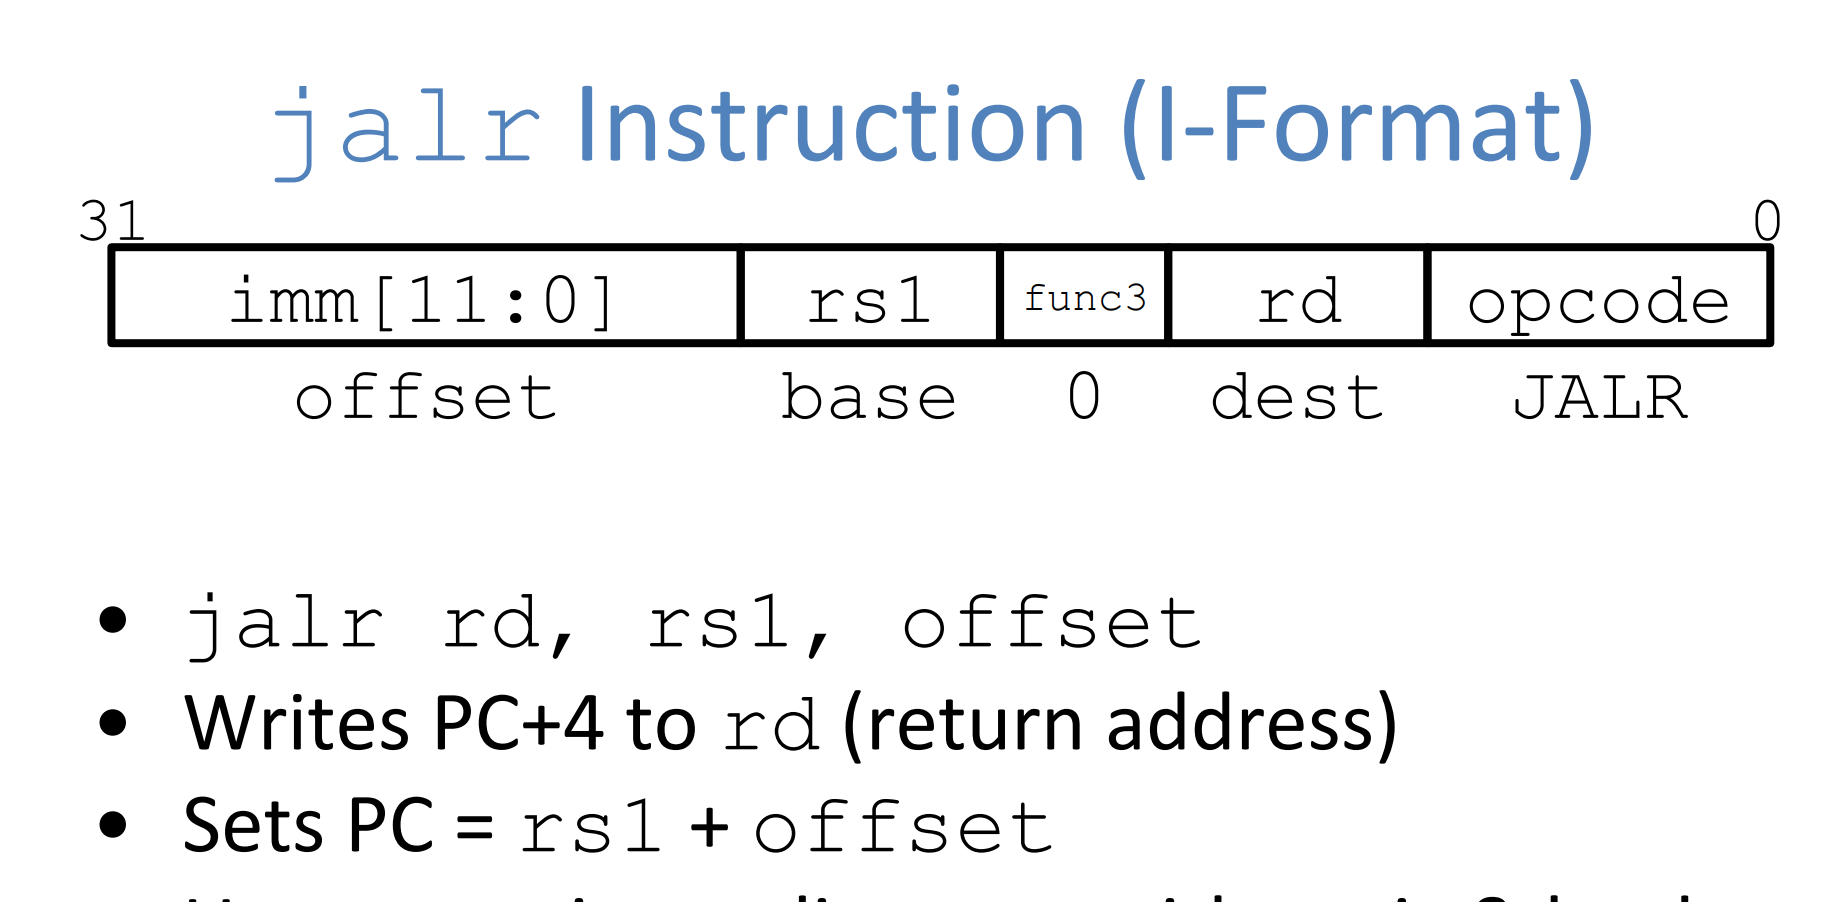 jalr Instruction (I-Format)
31 0
imm[11:0] rs1 func3 rd opcode
offset base 0 dest JALR
• jalr rd, rs1, offset
• Writes PC+4 to rd (return address)
• Sets PC = rs1 + offset